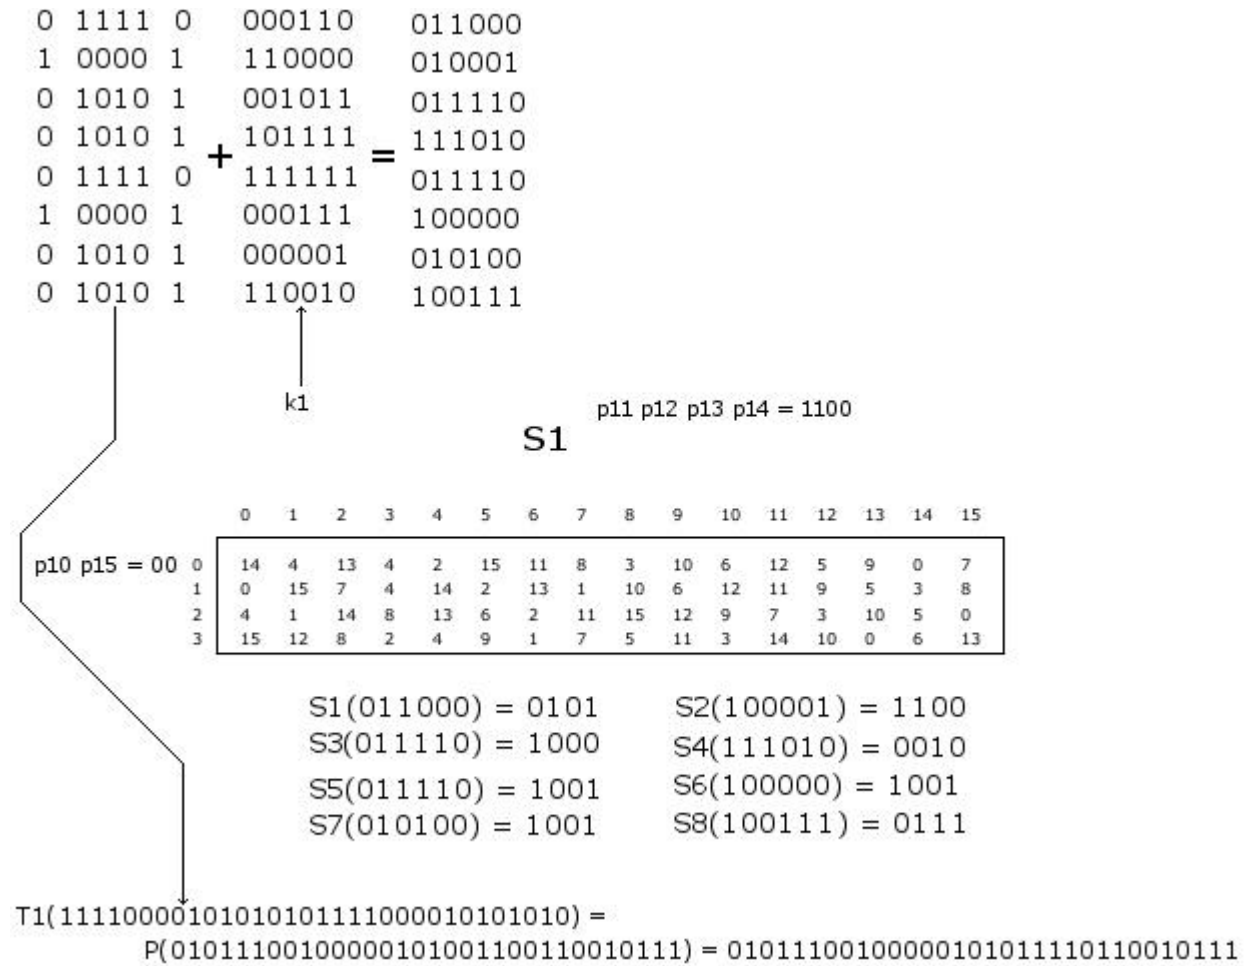 0 1111 0 000110 011000
1 0000 1 110000 010001
0 1010 1 001011 011110
0 1010 1 + 101111 = 111010
0 1111 0 111111 011110
1 0000 1 000111 100000
0 1010 1 000001 010100
0 1010 1 110010 100111
k1
p11 p12 p13 p14 = 1100
S1
0 1 2 3 4 5 6 7 8 9 10 11 12 13 14 15
p10 p15 = 00 0 14 4 13 4 2 15 11 8 3 10 6 12 5 9 0 7
1 0 15 7 4 14 2 13 1 10 6 12 11 9 5 3 8
2 4 1 14 8 13 6 2 11 15 12 9 7 3 10 5 0
3 15 12 8 2 4 9 1 7 5 11 3 14 10 0 6 13
S1(011000) = 0101 S2(100001) = 1100
S3(011110) = 1000 S4(111010) = 0010
S5(011110) = 1001 S6(100000) = 1001
S7(010100) = 1001 S8(100111) = 0111
T1(11110000101010101111000010101010) =
P(01011100100000101001100110010111) = 01011100100000101011110110010111